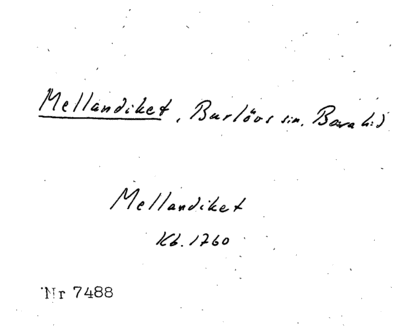 Mellandiket, Burlövs sn. Bara hd
Mellandiket
Kb. 1760
Nr 7488